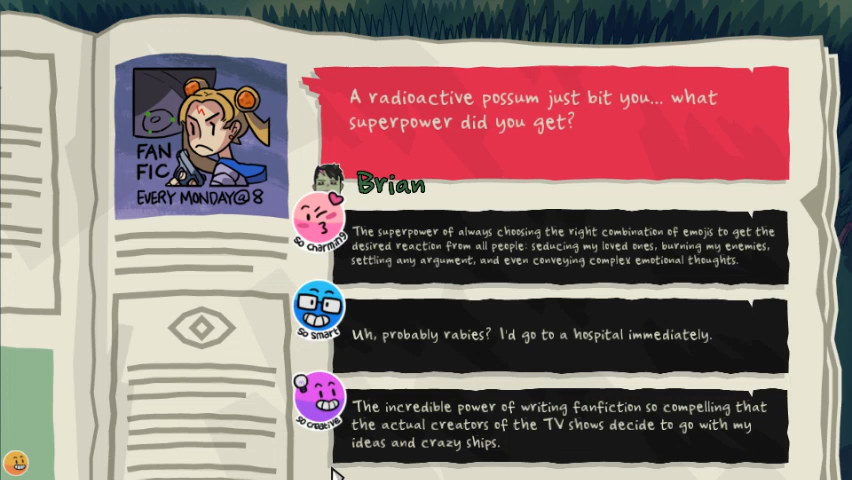 A radioactive possum just bit you... what
superpower did you get?
FAN
FIC
EVERY MONDAY@8
Brian
The superpower of always choosing the right combination of emojis to get the
desired reaction from all people: seducing my loved ones, burning my enemies,
settling any argument, and even conveying complex emotional thoughts.
so charming
Uh, probably rabies? I'd go to a hospital immediately.
so smart
The incredible power of writing fanfiction so compelling that
the actual creators of the TV shows decide to go with my
ideas and crazy ships.
so creative